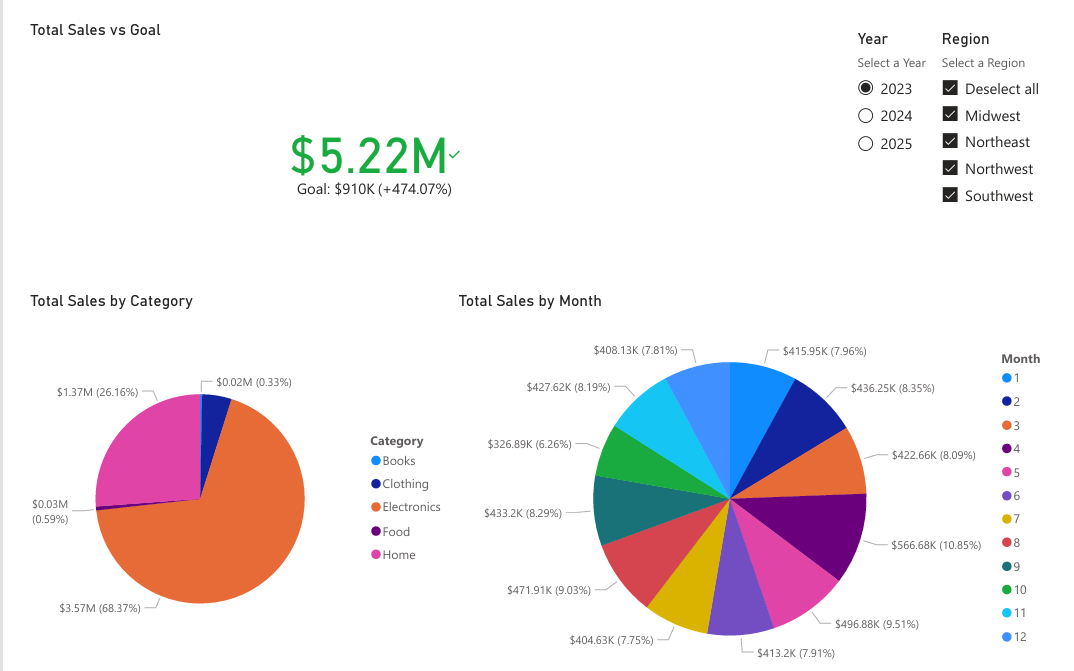 Total Sales vs Goal
$5.22M
Goal: $910K (+474.07%)
Year
Select a Year
2023
2024
2025
Region
Select a Region
Deselect all
Midwest
Northeast
Northwest
Southwest
Total Sales by Category
$0.02M (0.33%)
$1.37M (26.16%)
$0.03M
(0.59%)
$3.57M (68.37%)
Category
Books
Clothing
Electronics
Food
Home
Total Sales by Month
$408.13K (7.81%)
$415.95K (7.96%)
$427.62K (8.19%)
$436.25K (8.35%)
$326.89K (6.26%)
$422.66K (8.09%)
$433.2K (8.29%)
$566.68K (10.85%)
$471.91K (9.03%)
$496.88K (9.51%)
$404.63K (7.75%)
$413.2K (7.91%)
Month
1
2
3
4
5
6
7
8
9
10
11
12